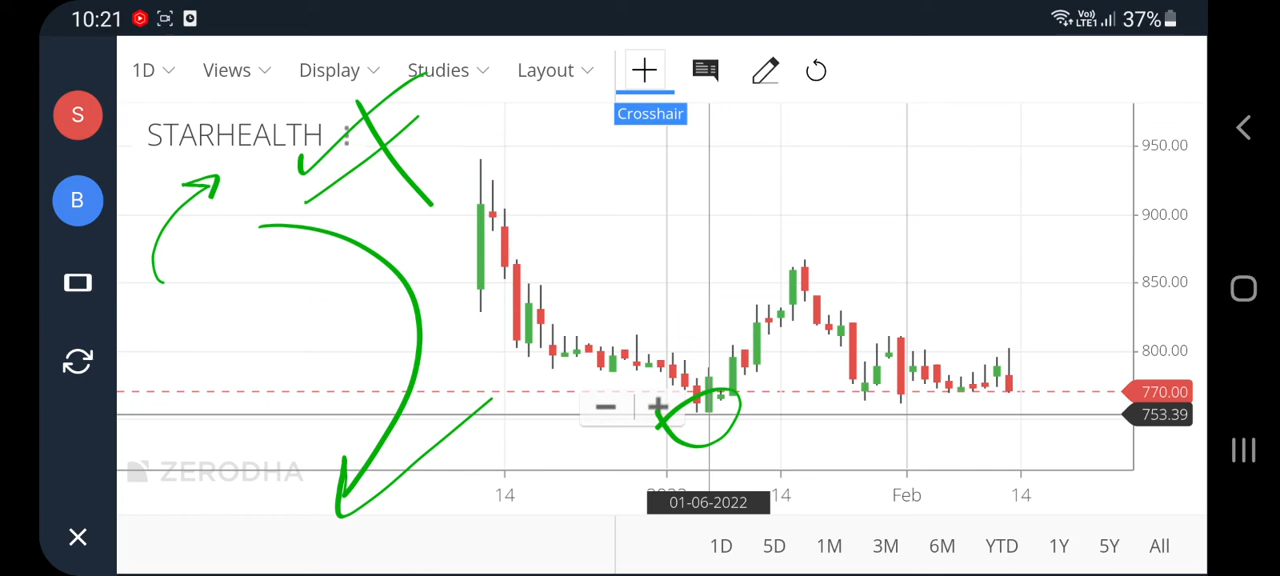 10:21 Vo) LTE1 37%
1D Views Display Studies Layout
Crosshair
S
STARHEALTH
B
950.00
900.00
850.00
800.00
770.00
753.39
ZERODHA
14 14 Feb 14
01-06-2022
1D 5D 1M 3M 6M YTD 1Y 5Y All